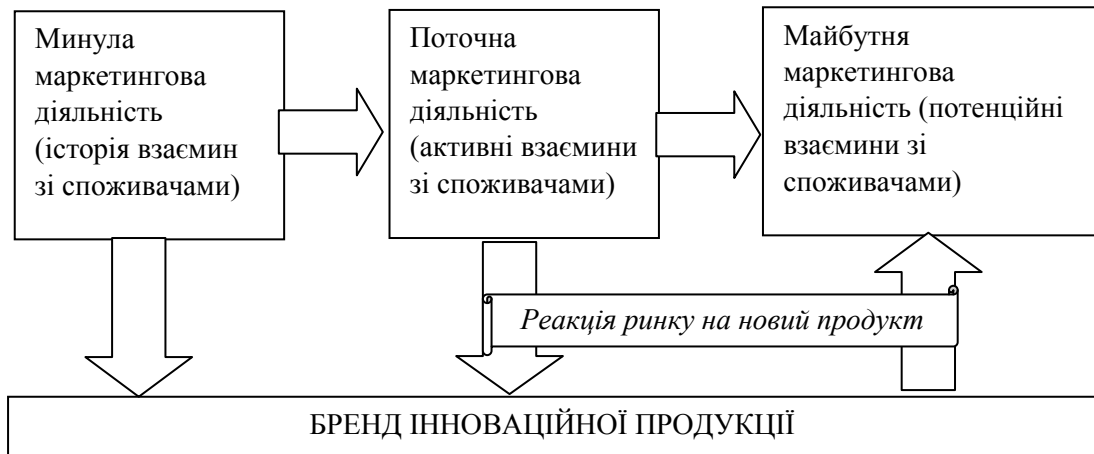 Минула
маркетингова
діяльність
(історія взаємин
зі споживачами)
Поточна
маркетингова
діяльність
(активні взаємини
зі споживачами)
Майбутня
маркетингова
діяльність (потенційні
взаємини зі
споживачами)
Реакція ринку на новий продукт
БРЕНД ІННОВАЦІЙНОЇ ПРОДУКЦІЇ